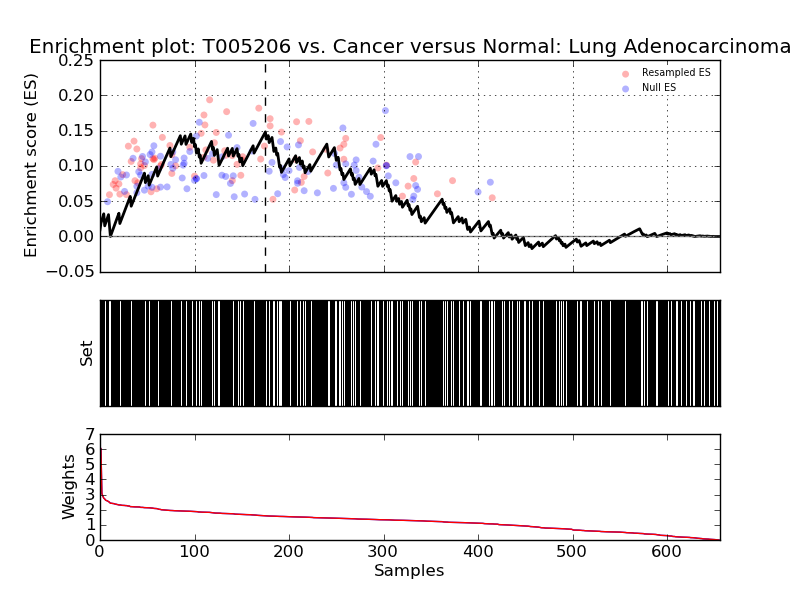 Enrichment plot: T005206 vs. Cancer versus Normal: Lung Adenocarcinoma
Enrichment score (ES)
0.25
0.20
0.15
0.10
0.05
0.00
−0.05
Resampled ES
Null ES
Set
Weights
7
6
5
4
3
2
1
0
0 100 200 300 400 500 600
Samples